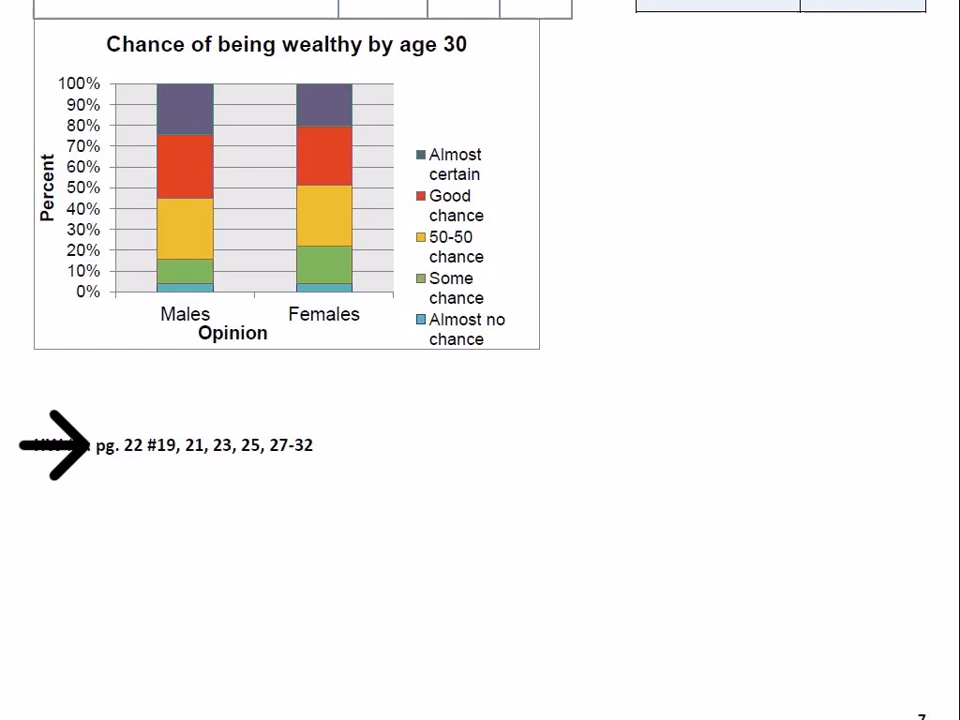 Chance of being wealthy by age 30
100%
90%
80%
70%
60%
50%
40%
30%
20%
10%
0%
Percent
Males
Females
Opinion
Almost
certain
Good
chance
50-50
chance
Some
chance
Almost no
chance
pg. 22 #19, 21, 23, 25, 27-32